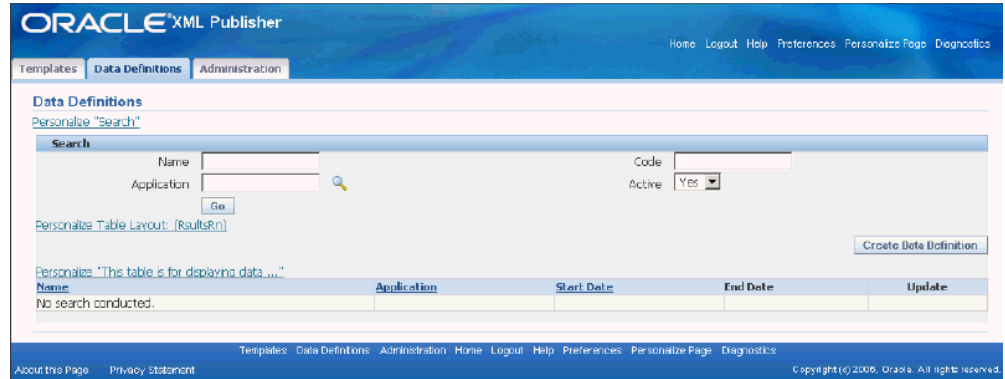 ORACLE XML Publisher
Home Logout Help Preferences Personalize Page Diagnostics
Templates Data Definitions Administration
Data Definitions
Personalize "Search"
Search
Name Code
Application Active Yes
Go
Personalize Table Layout: (RsultsRn)
Create Data Definition
Personalize "This table is for displaying data ..."
Name Application Start Date End Date Update
No search conducted.
Templates Data Definitions Administration Home Logout Help Preferences Personalize Page Diagnostics
About this Page Privacy Statement Copyright (c) 2006, Oracle. All rights reserved.